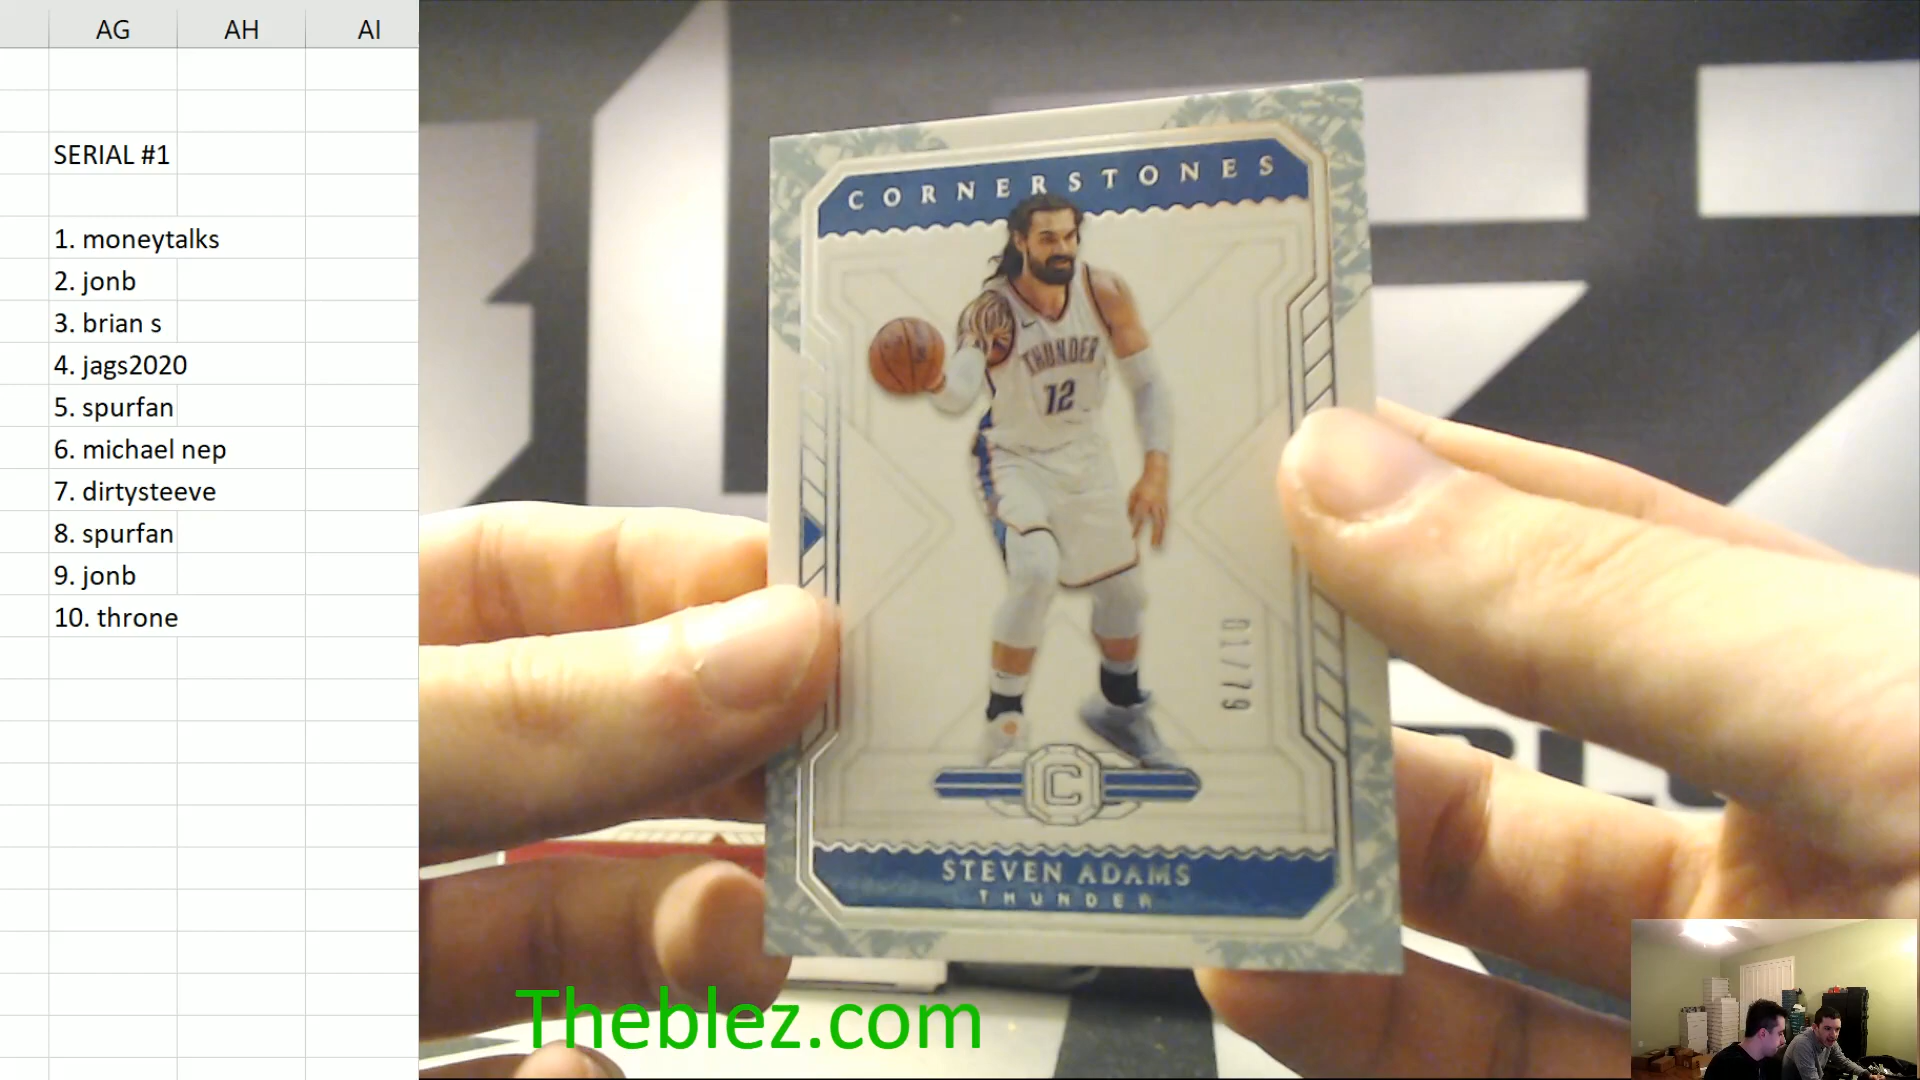 AG AH AI
SERIAL #1
1. moneytalks
2. jonb
3. brian s
4. jags2020
5. spurfan
6. michael nep
7. dirtysteeve
8. spurfan
9. jonb
10. throne
CORNERSTONES
THUNDER
12
01/79
C
STEVEN ADAMS
THUNDER
Theblez.com